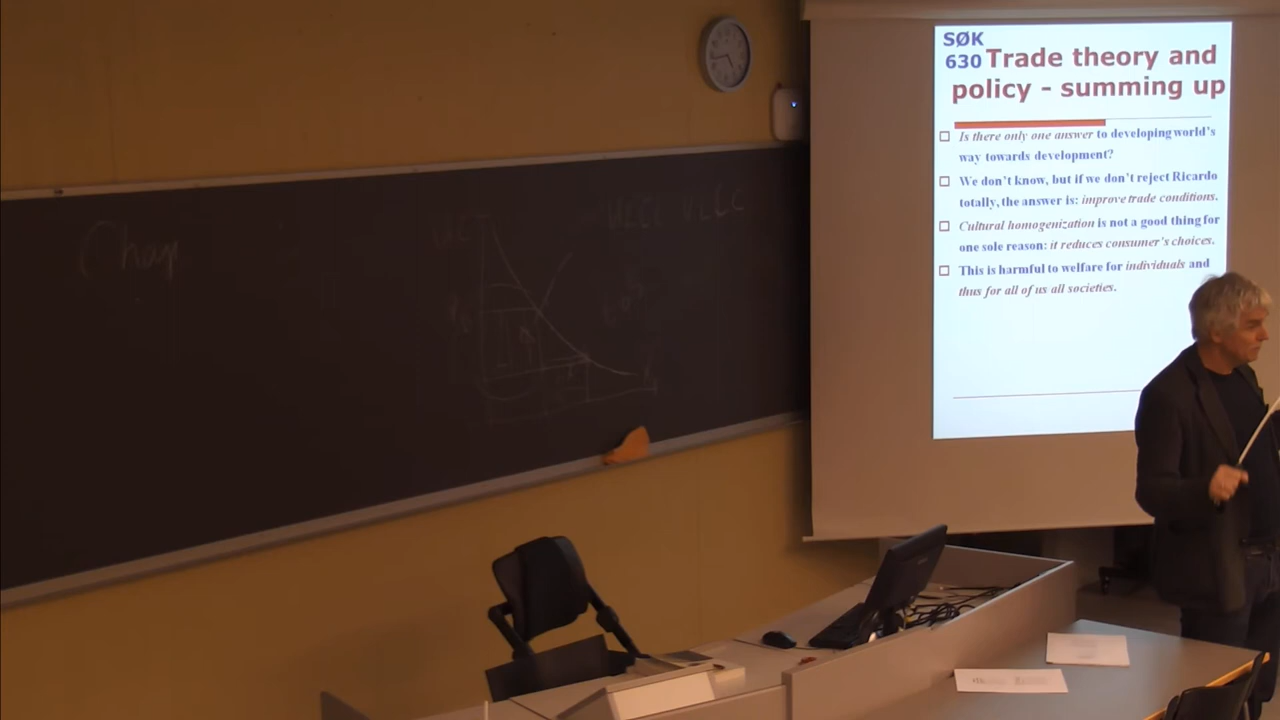 SØK
630 Trade theory and
policy - summing up
Is there only one answer to developing world's
way towards development?
We don't know, but if we don't reject Ricardo
totally, the answer is: improve trade conditions.
Cultural homogenization is not a good thing for
one sole reason: it reduces consumer's choices.
This is harmful to welfare for individuals and
thus for all of us all societies.
Chap